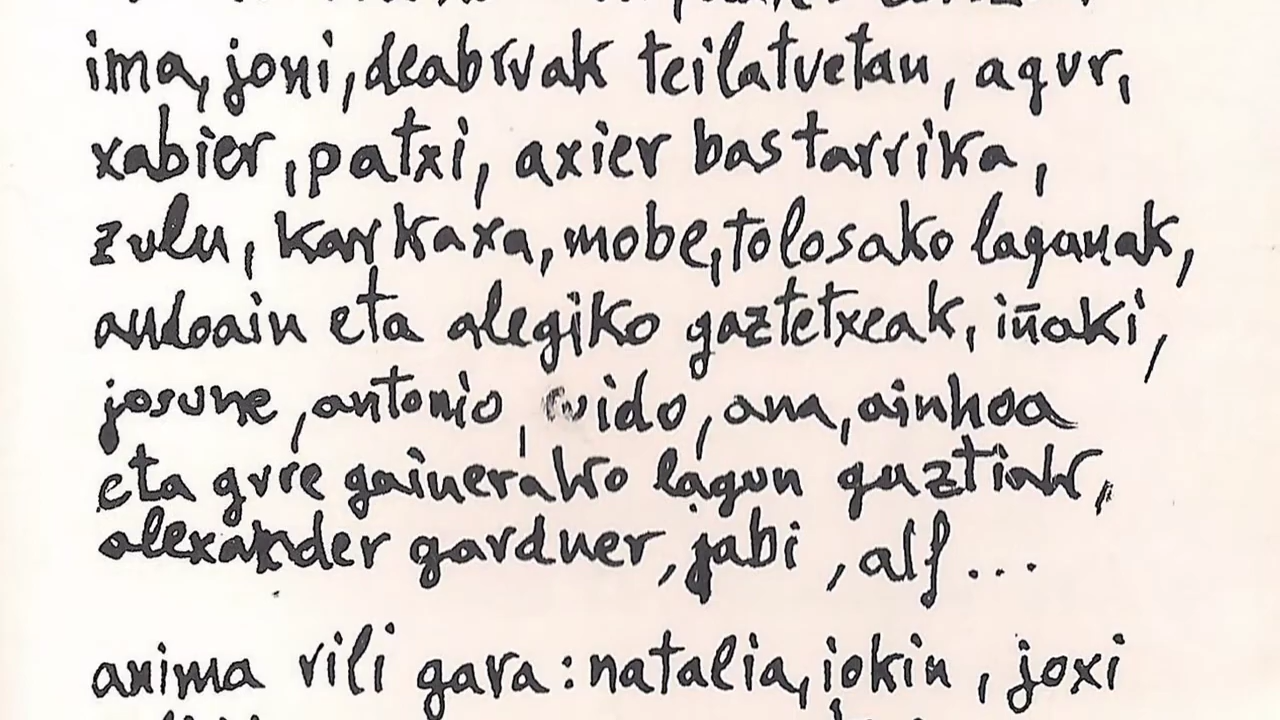 ima, joni, deabruak teilatuetan, agur,
xabier, patxi, axier bastarrika,
zulu, karkaxa, mobe, tolosako lagunak,
andoain eta alegiko gaztetxeak, iñaki,
josune, antonio, ana, ainhoa
eta gure gainerako lagun guztiak,
alexander gardner, jabi, alf...
anima vili gara: natalia, iokin, joxi